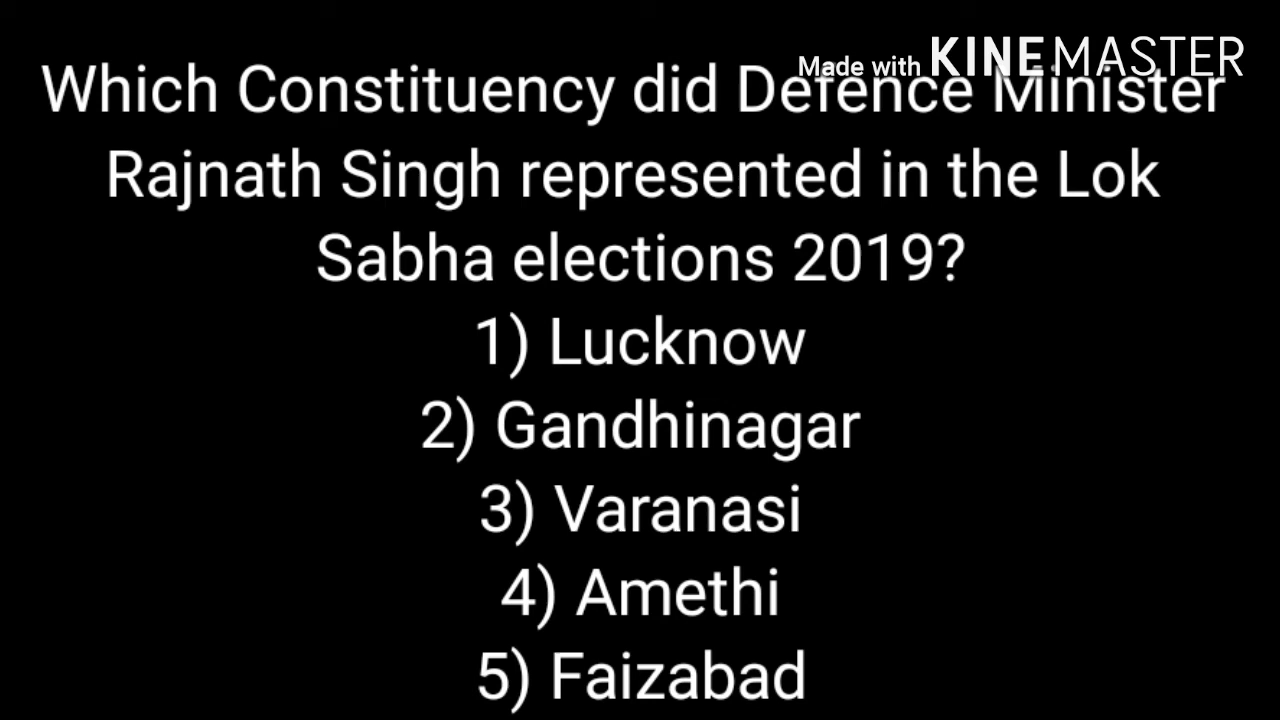 Made with KINEMASTER
Which Constituency did Defence Minister
Rajnath Singh represented in the Lok
Sabha elections 2019?
1) Lucknow
2) Gandhinagar
3) Varanasi
4) Amethi
5) Faizabad